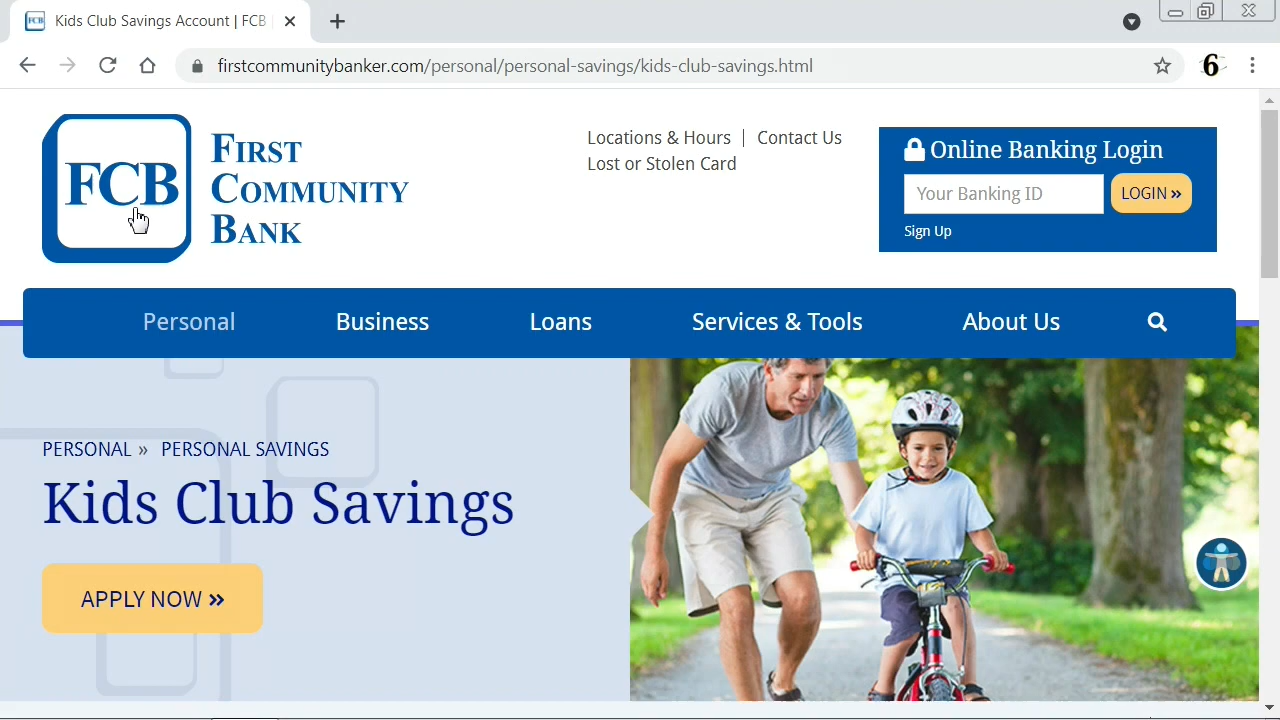 Kids Club Savings Account | FCB
firstcommunitybanker.com/personal/personal-savings/kids-club-savings.html
6
FCB
FIRST
COMMUNITY
BANK
Locations & Hours | Contact Us
Lost or Stolen Card
Online Banking Login
Your Banking ID
LOGIN »
Sign Up
Personal
Business
Loans
Services & Tools
About Us
PERSONAL » PERSONAL SAVINGS
Kids Club Savings
APPLY NOW »